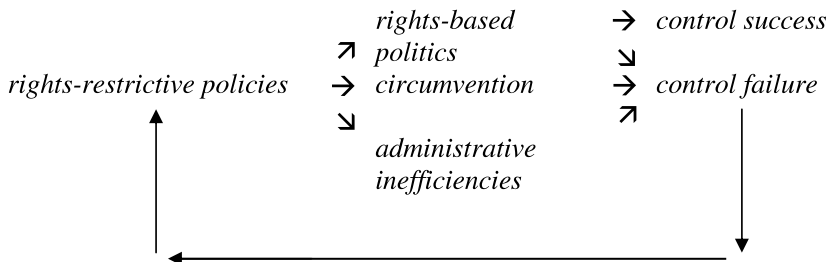 rights-based → control success
↗ politics ↘
rights-restrictive policies → circumvention → control failure
↘ ↗
administrative
inefficiencies